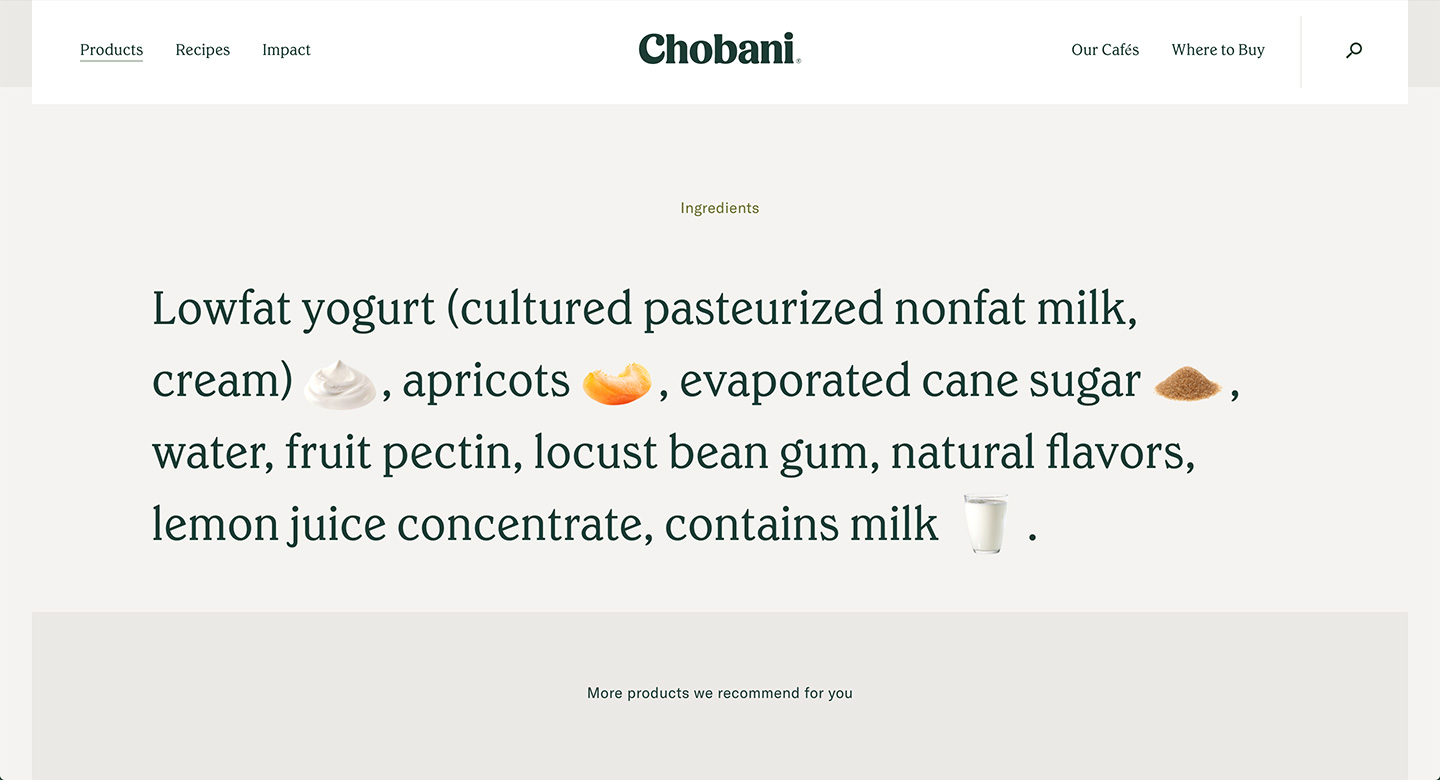 Products Recipes Impact Chobani® Our Cafés Where to Buy
Ingredients
Lowfat yogurt (cultured pasteurized nonfat milk,
cream) , apricots , evaporated cane sugar ,
water, fruit pectin, locust bean gum, natural flavors,
lemon juice concentrate, contains milk .
More products we recommend for you